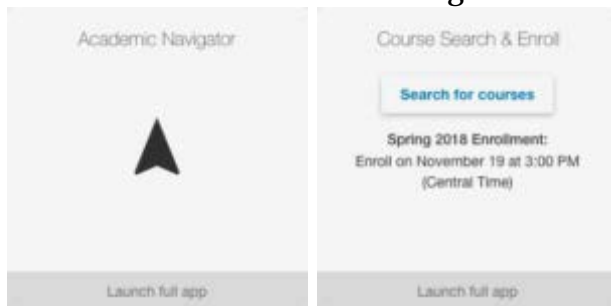 Academic Navigator
Launch full app
Course Search & Enroll
Search for courses
Spring 2018 Enrollment:
Enroll on November 19 at 3:00 PM
(Central Time)
Launch full app